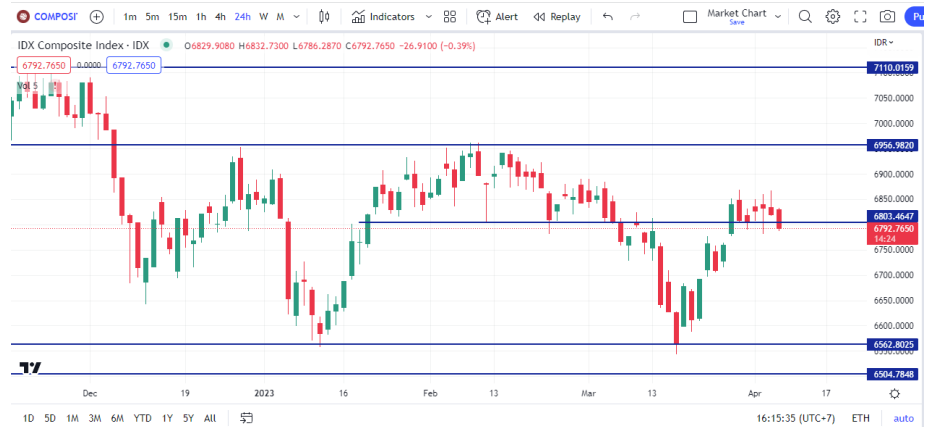 COMPOSI 1m 5m 15m 1h 4h 24h W M Indicators Alert Replay Market Chart Save Pu
IDX Composite Index · IDX O6829.9080 H6832.7300 L6786.2870 C6792.7650 −26.9100 (−0.39%) IDR
6792.7650 0.0000 6792.7650
Vol 5
7110.0159
7050.0000
7000.0000
6956.9820
6900.0000
6850.0000
6803.4647
6792.7650
14:24
6750.0000
6700.0000
6650.0000
6600.0000
6562.8025
6504.7848
Dec 19 2023 16 Feb 13 Mar 13 Apr 17
1D 5D 1M 3M 6M YTD 1Y 5Y All 16:15:35 (UTC+7) ETH auto